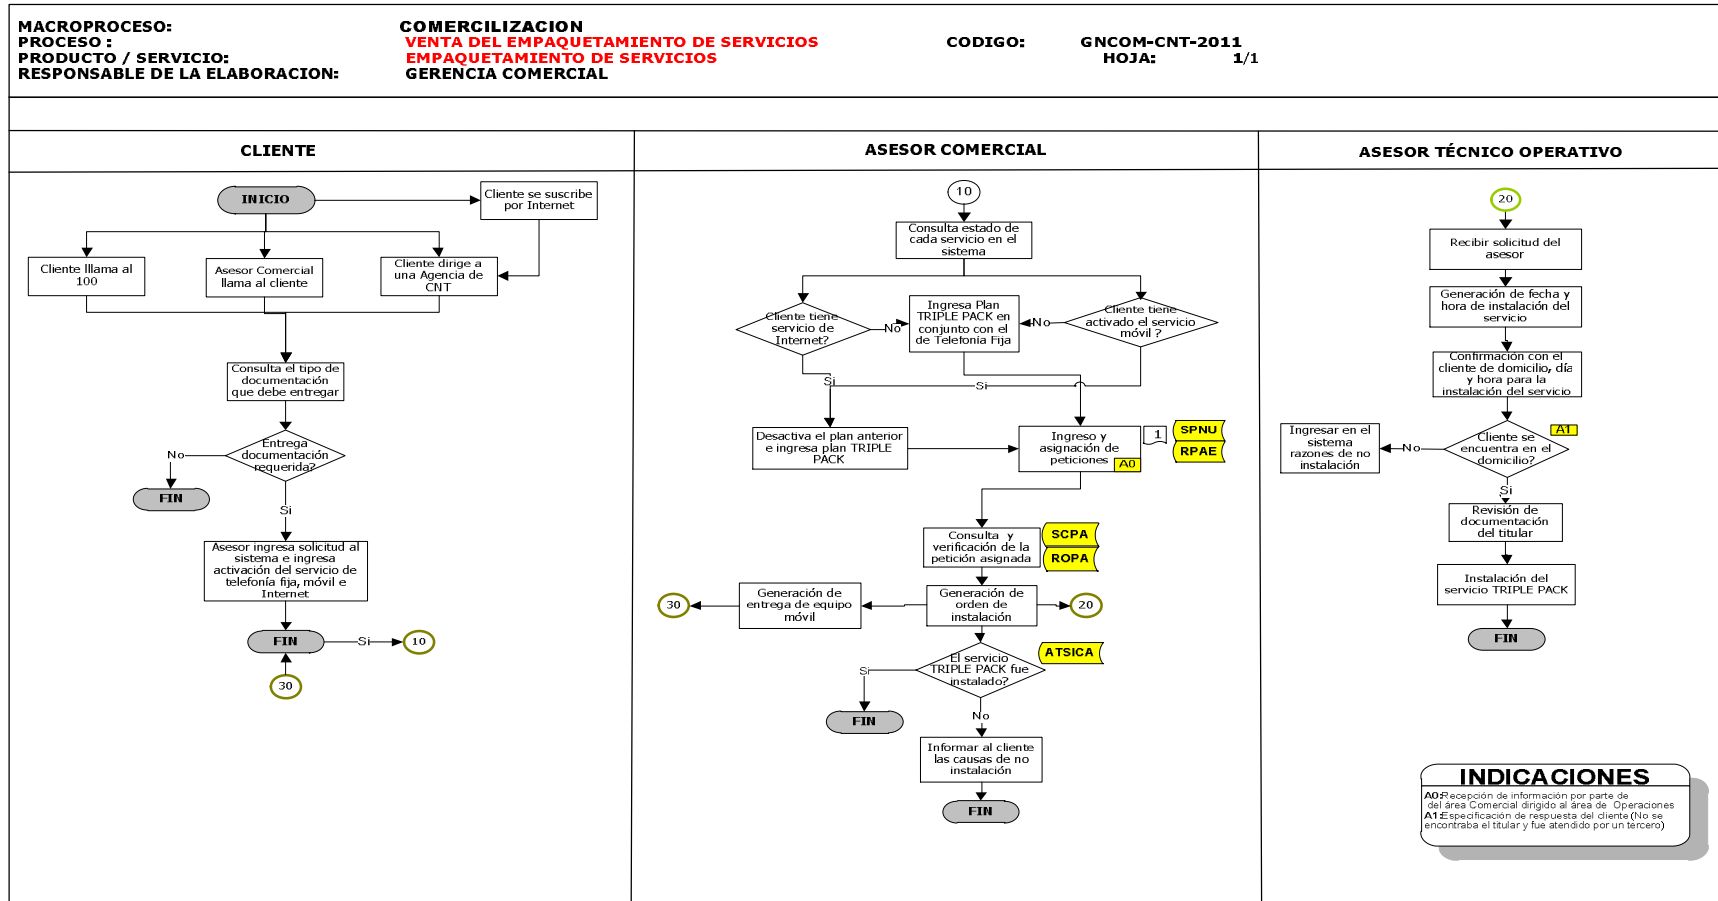 MACROPROCESO: COMERCILIZACION
PROCESO : VENTA DEL EMPAQUETAMIENTO DE SERVICIOS CODIGO: GNCOM-CNT-2011
PRODUCTO / SERVICIO: EMPAQUETAMIENTO DE SERVICIOS HOJA: 1/1
RESPONSABLE DE LA ELABORACION: GERENCIA COMERCIAL
CLIENTE
INICIO
Cliente se suscribe
por Internet
Cliente lllama al
100
Asesor Comercial
llama al cliente
Cliente dirige a
una Agencia de
CNT
Consulta el tipo de
documentación
que debe entregar
Entrega
documentación
requerida?
No
FIN
Si
Asesor ingresa solicitud al
sistema e ingresa
activación del servicio de
telefonía fija, móvil e
Internet
FIN
Si
10
30
ASESOR COMERCIAL
10
Consulta estado de
cada servicio en el
sistema
Cliente tiene
servicio de
Internet?
No
Ingresa Plan
TRIPLE PACK en
conjunto con el
de Telefonía Fija
No
Cliente tiene
activado el servicio
móvil ?
Si
Si
Desactiva el plan anterior
e ingresa plan TRIPLE
PACK
Ingreso y
asignación de
peticiones
A0
1
SPNU
RPAE
Consulta y
verificación de la
petición asignada
SCPA
ROPA
30
Generación de
entrega de equipo
móvil
Generación de
orden de
instalación
20
El servicio
TRIPLE PACK fue
instalado?
ATSICA
Si
FIN
No
Informar al cliente
las causas de no
instalación
FIN
ASESOR TÉCNICO OPERATIVO
20
Recibir solicitud del
asesor
Generación de fecha y
hora de instalación del
servicio
Confirmación con el
cliente de domicilio, día
y hora para la
instalación del servicio
Cliente se
encuentra en el
domicilio?
A1
No
Ingresar en el
sistema
razones de no
instalación
Si
Revisión de
documentación
del titular
Instalación del
servicio TRIPLE PACK
FIN
INDICACIONES
A0:Recepción de información por parte de
del área Comercial dirigido al área de Operaciones
A1:Especificación de respuesta del cliente (No se
encontraba el titular y fue atendido por un tercero)